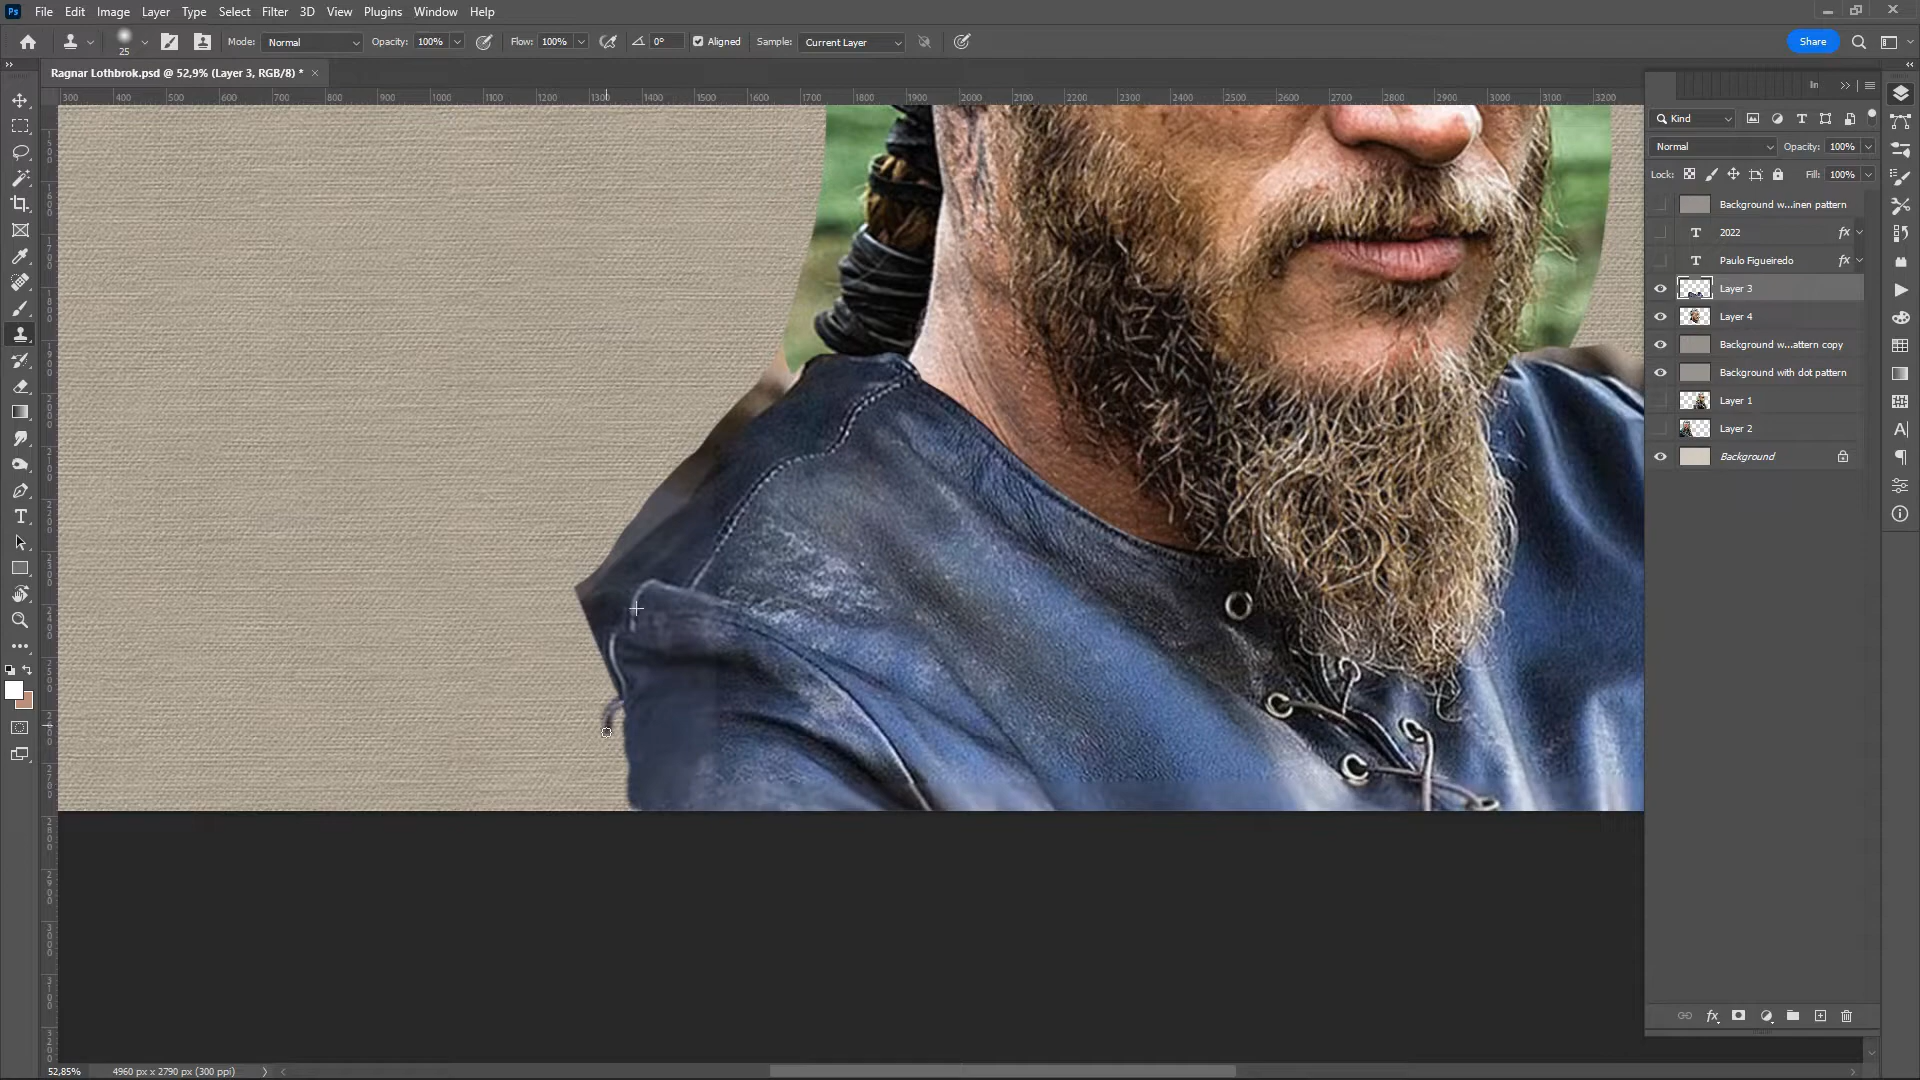 Ps File Edit Image Layer Type Select Filter 3D View Plugins Window Help
25 Mode: Normal Opacity: 100% Flow: 100% 0° Aligned Sample: Current Layer Share
Ragnar Lothbrok.psd @ 52,9% (Layer 3, RGB/8) * ×
300 400 500 600 700 800 900 1000 1100 1200 1300 1400 1500 1600 1700 1800 1900 2000 2100 2200 2300 2400 2500 2600 2700 2800 2900 3000 3100 3200
Kind
Normal Opacity: 100%
Lock: Fill: 100%
Background w...inen pattern
T 2022 fx
T Paulo Figueiredo fx
Layer 3
Layer 4
Background w...attern copy
Background with dot pattern
Layer 1
Layer 2
Background
52,85% 4960 px x 2790 px (300 ppi)